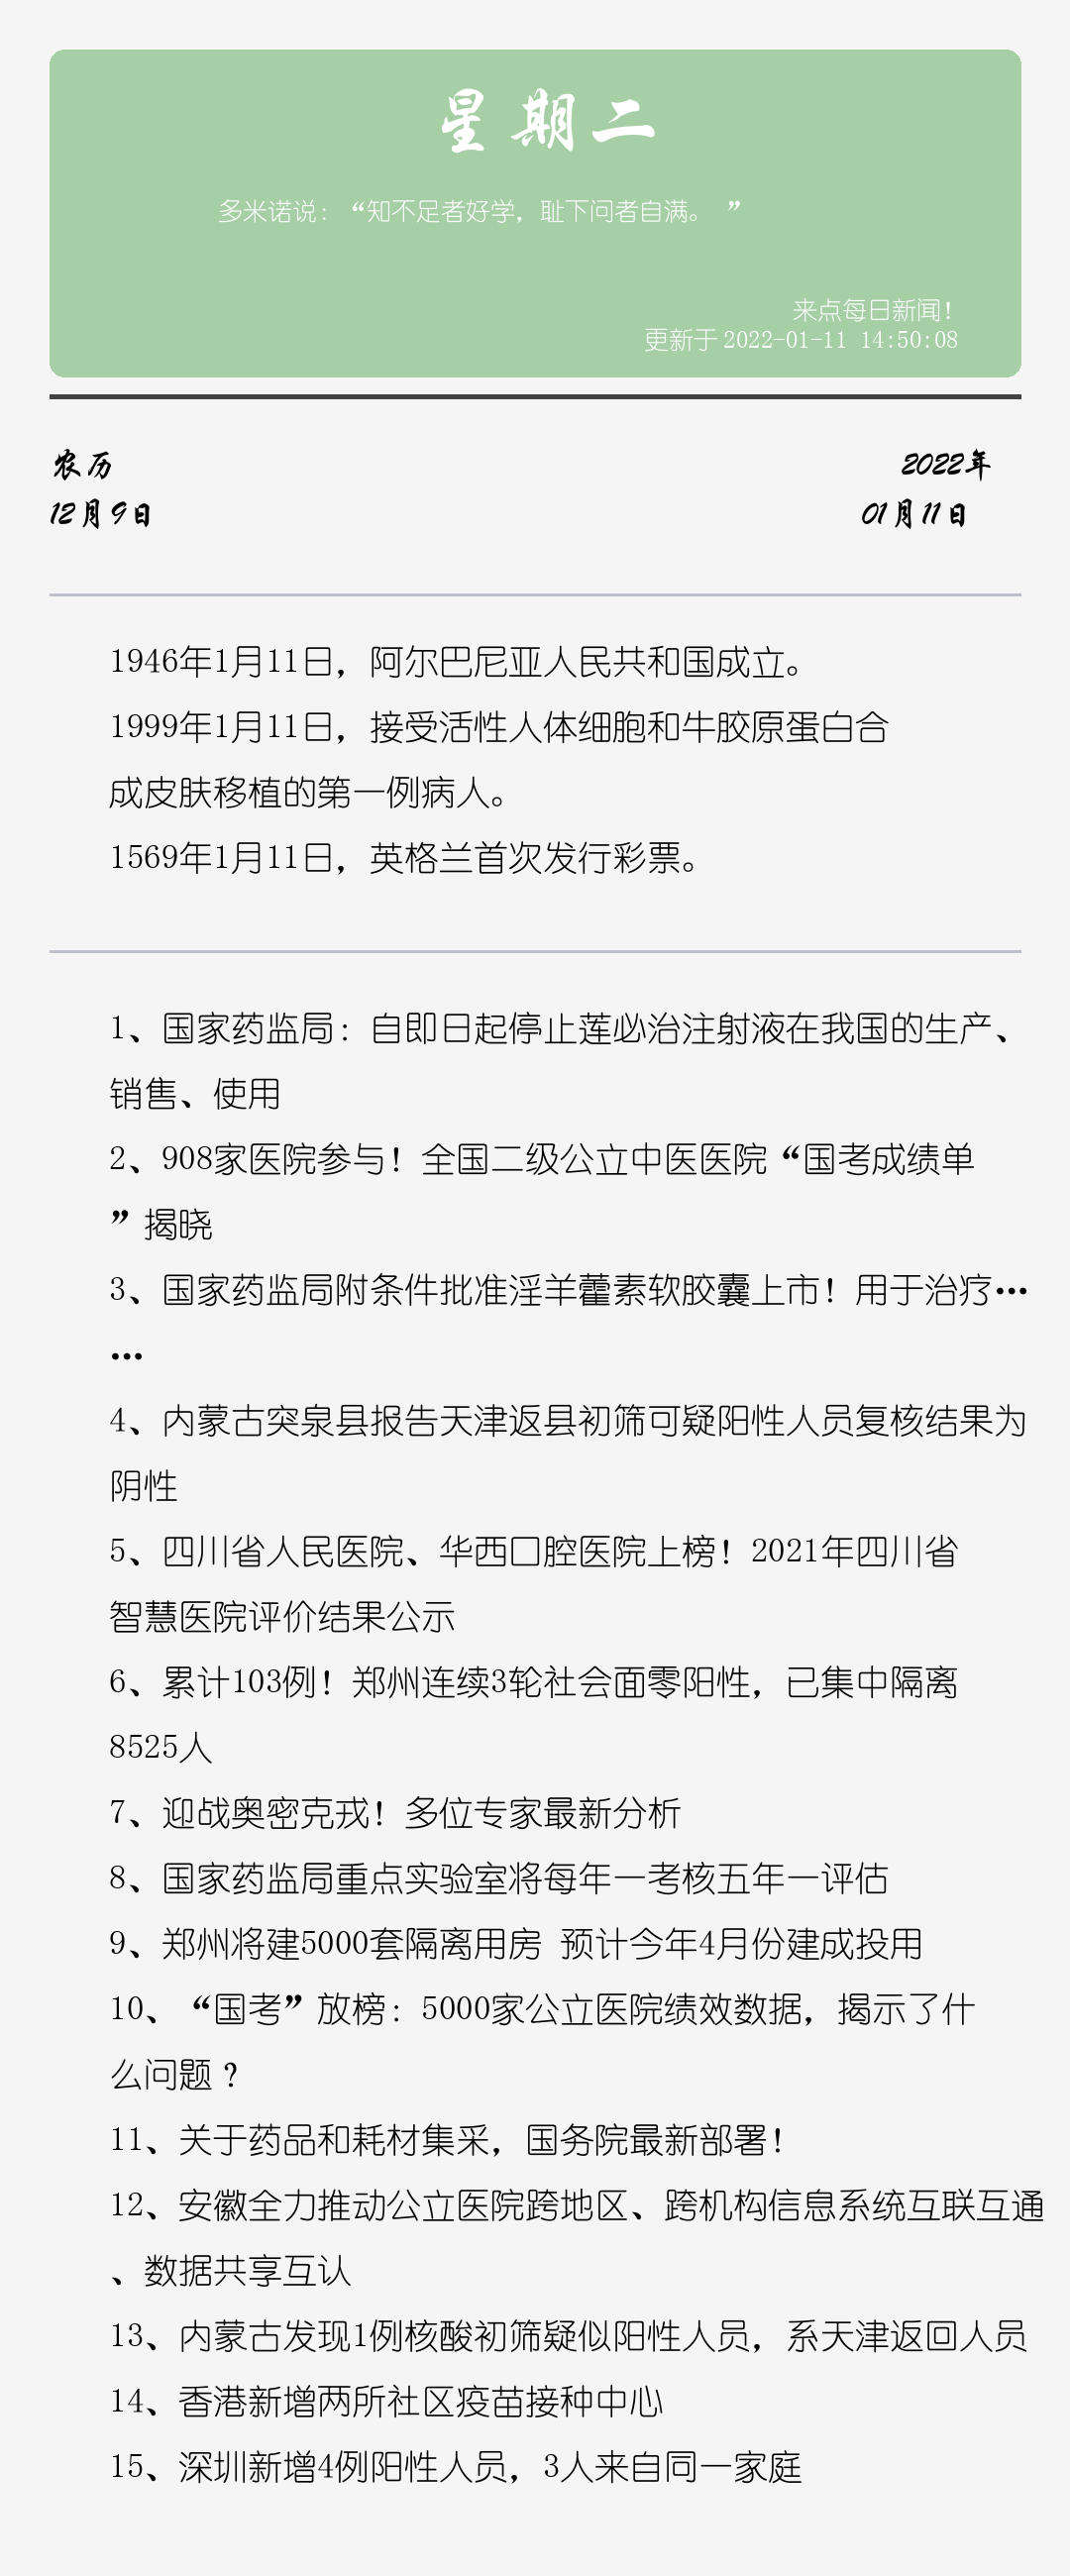 星期二
多米诺说：“知不足者好学，耻下问者自满。”
来点每日新闻！
更新于2022-01-11 14:50:08
农历
2022年
12月9日
01月11日
1946年1月11日，阿尔巴尼亚人民共和国成立。
1999年1月11日，接受活性人体细胞和牛胶原蛋白合
成皮肤移植的第一例病人。
1569年1月11日，英格兰首次发行彩票。
1、国家药监局：自即日起停止莲必治注射液在我国的生产、
销售、使用
2、908家医院参与！全国二级公立中医医院“国考成绩单
”揭晓
3、国家药监局附条件批准淫羊藿素软胶囊上市！用于治疗…
…
4、内蒙古突泉县报告天津返县初筛可疑阳性人员复核结果为
阴性
5、四川省人民医院、华西口腔医院上榜！2021年四川省
智慧医院评价结果公示
6、累计103例！郑州连续3轮社会面零阳性，已集中隔离
8525人
7、迎战奥密克戎！多位专家最新分析
8、国家药监局重点实验室将每年一考核五年一评估
9、郑州将建5000套隔离用房 预计今年4月份建成投用
10、“国考”放榜：5000家公立医院绩效数据，揭示了什
么问题？
11、关于药品和耗材集采，国务院最新部署！
12、安徽全力推动公立医院跨地区、跨机构信息系统互联互通
、数据共享互认
13、内蒙古发现1例核酸初筛疑似阳性人员，系天津返回人员
14、香港新增两所社区疫苗接种中心
15、深圳新增4例阳性人员，3人来自同一家庭